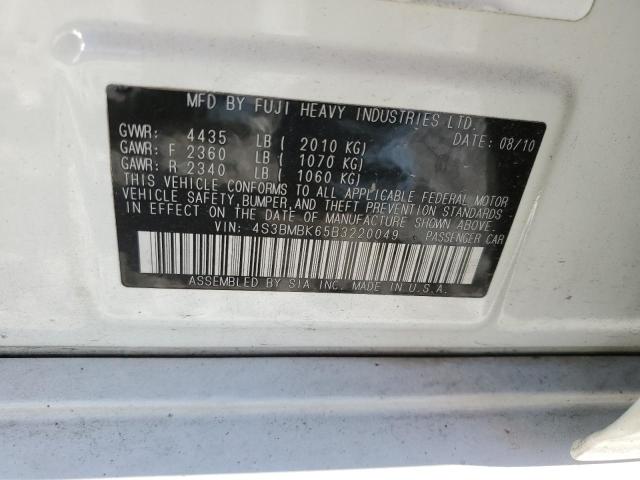 MFD BY FUJI HEAVY INDUSTRIES LTD.
GVWR: 4435 LB ( 2010 KG) DATE: 08/10
GAWR: F 2360 LB ( 1070 KG)
GAWR: R 2340 LB ( 1060 KG)
THIS VEHICLE CONFORMS TO ALL APPLICABLE FEDERAL MOTOR
VEHICLE SAFETY, BUMPER, AND THEFT PREVENTION STANDARDS
IN EFFECT ON THE DATE OF MANUFACTURE SHOWN ABOVE.
VIN: 4S3BMBK65B3220049 , PASSENGER CAR
ASSEMBLED BY SIA INC. MADE IN U.S.A.